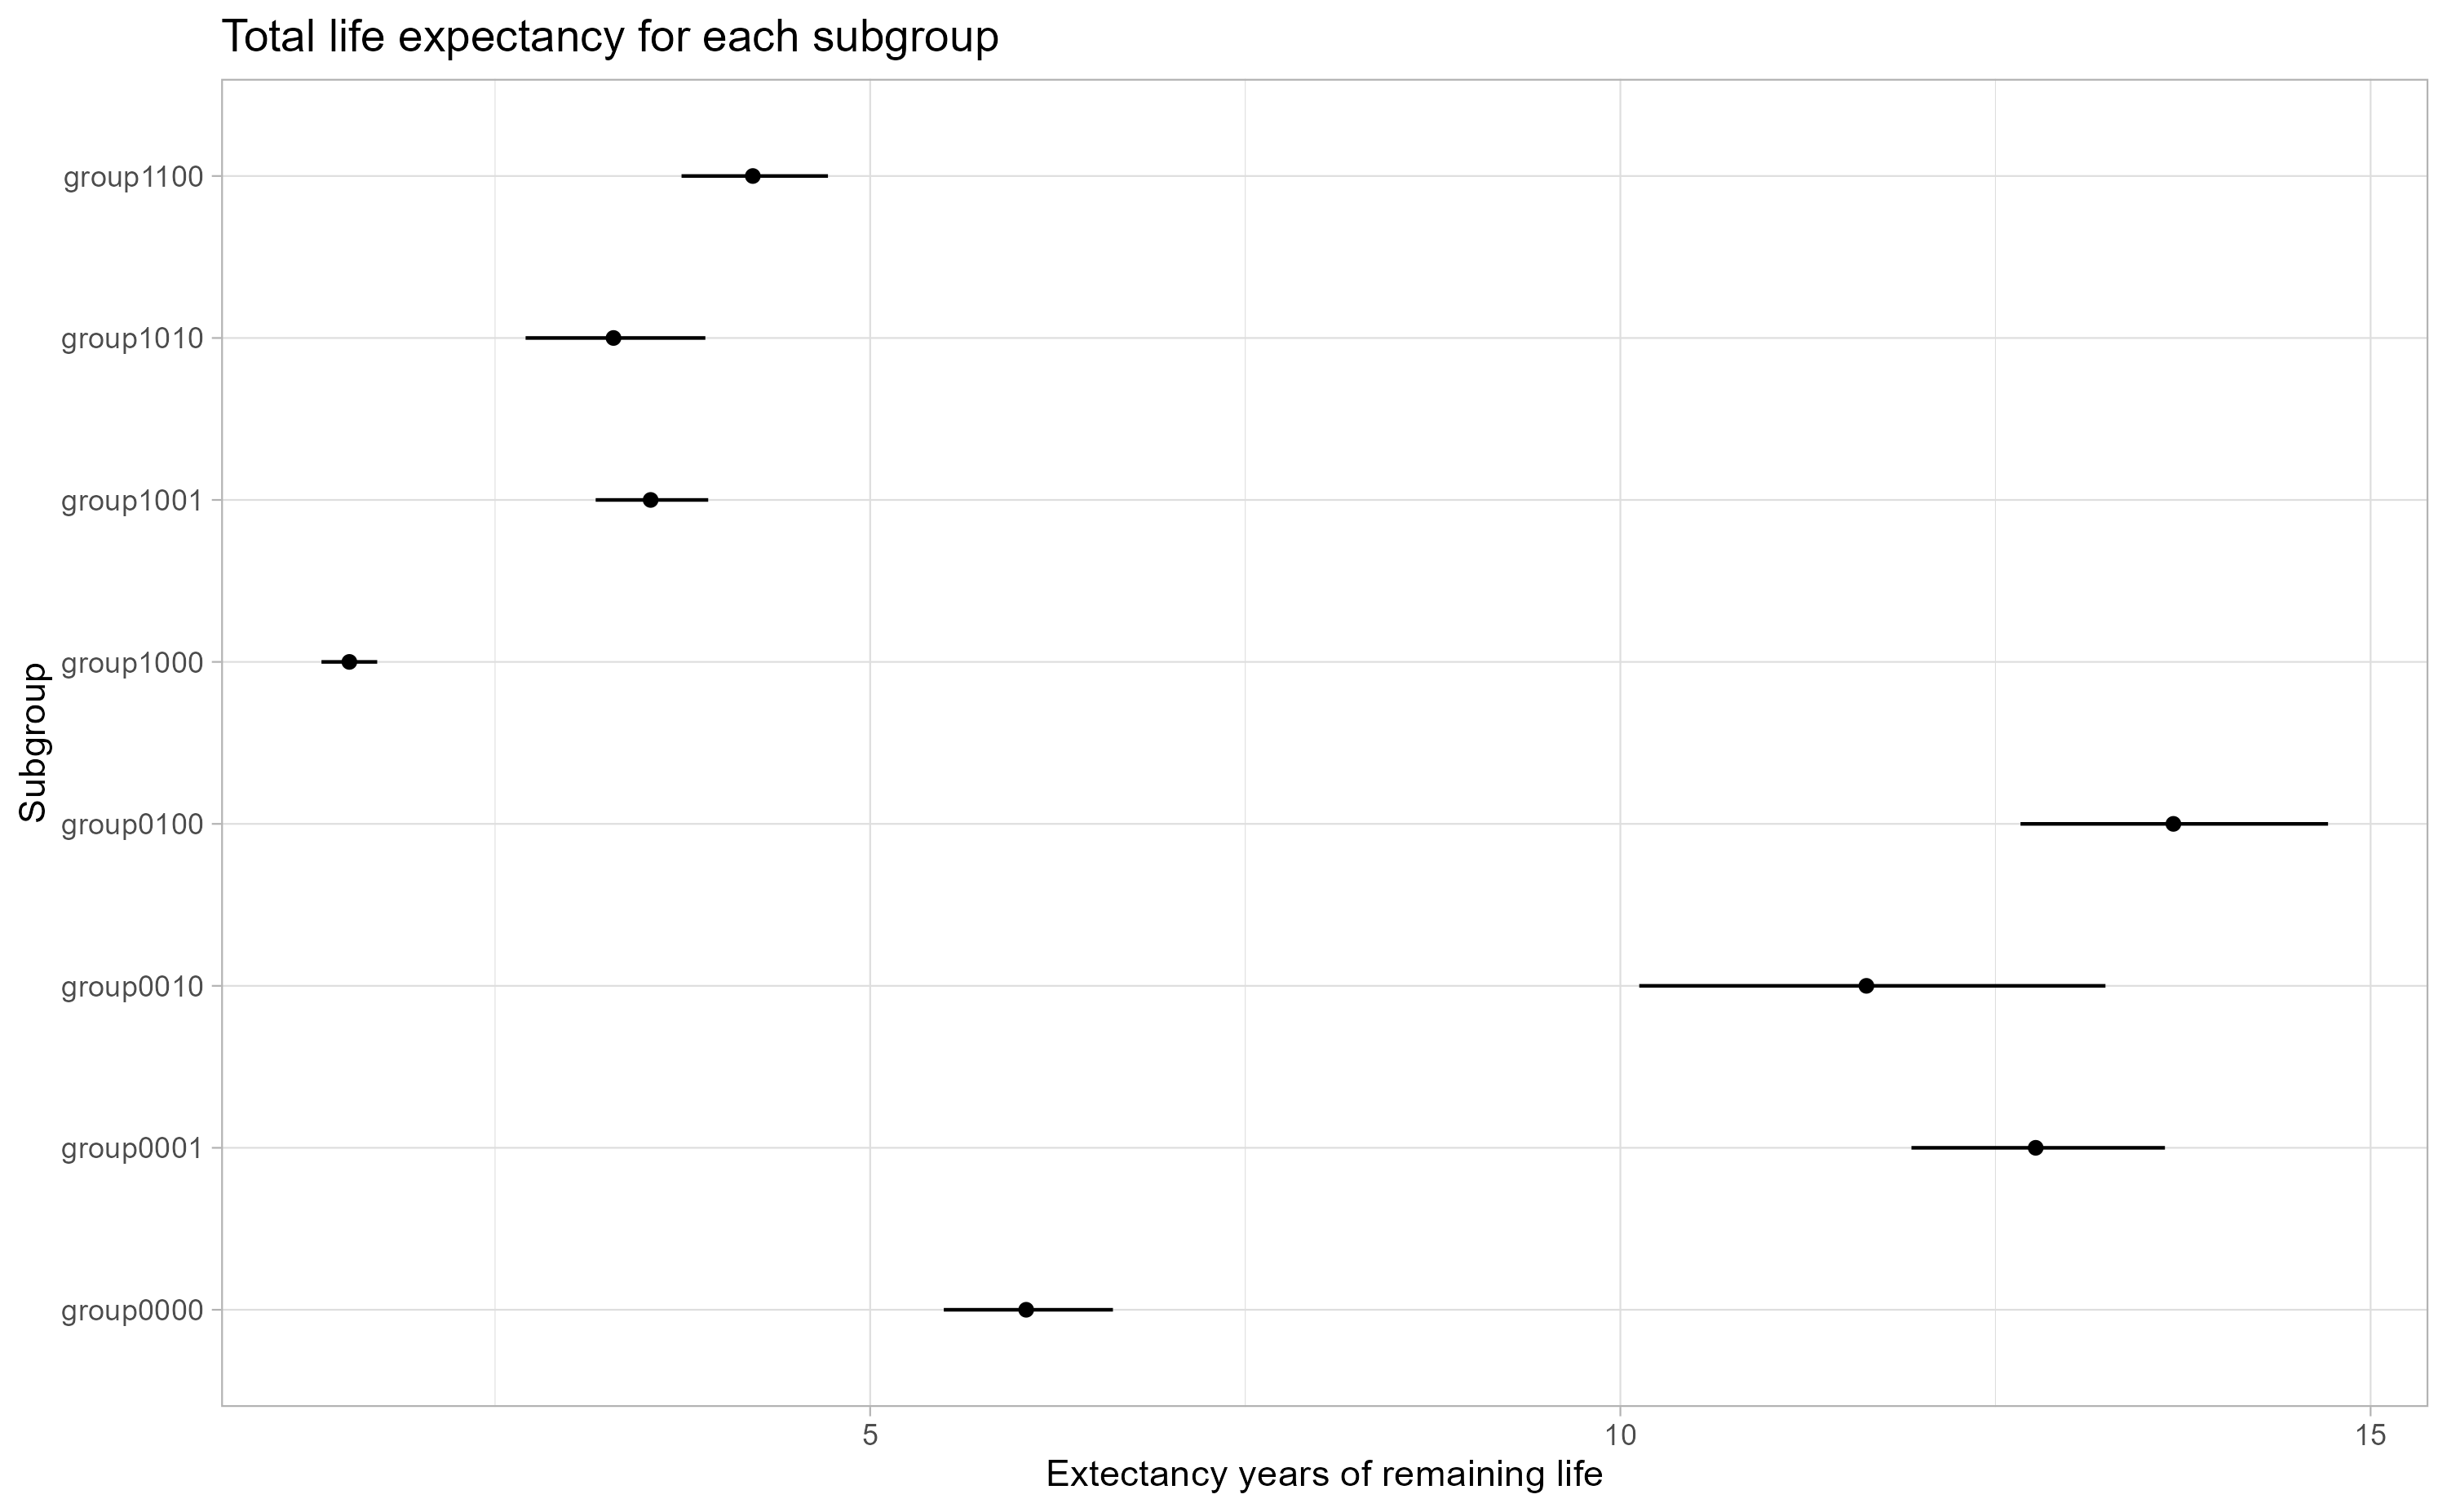 Total life expectancy for each subgroup
group1100
group1010
group1001
group1000
group0100
group0010
group0001
group0000
Subgroup
5
10
15
Extectancy years of remaining life